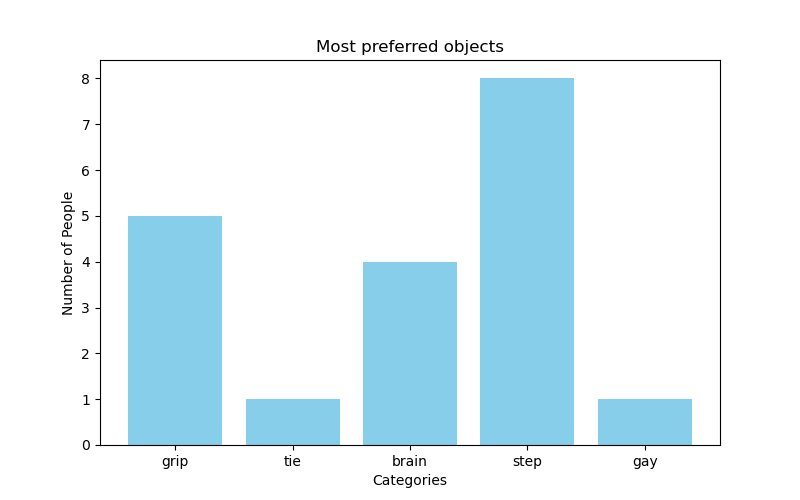 Most preferred objects
Number of People
8
7
6
5
4
3
2
1
0
grip tie brain step gay
Categories